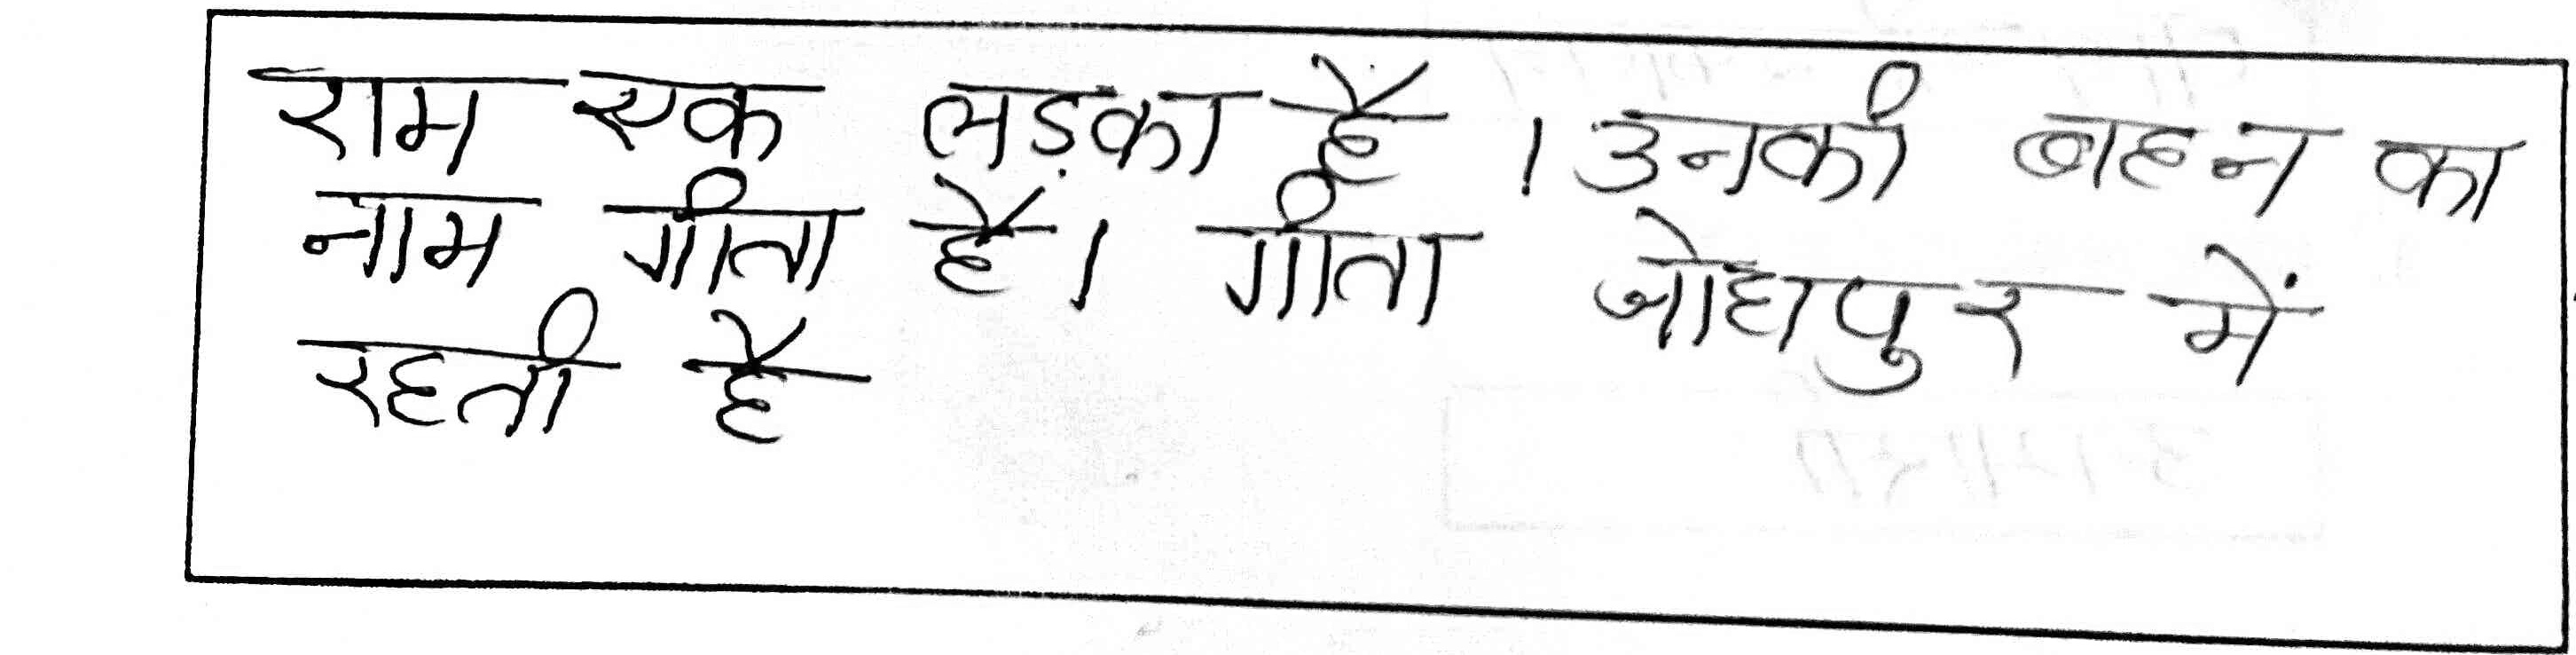 राम एक लड़का है । उनकी बहन का
नाम गीता है । गीता जोधपुर में
रहती है